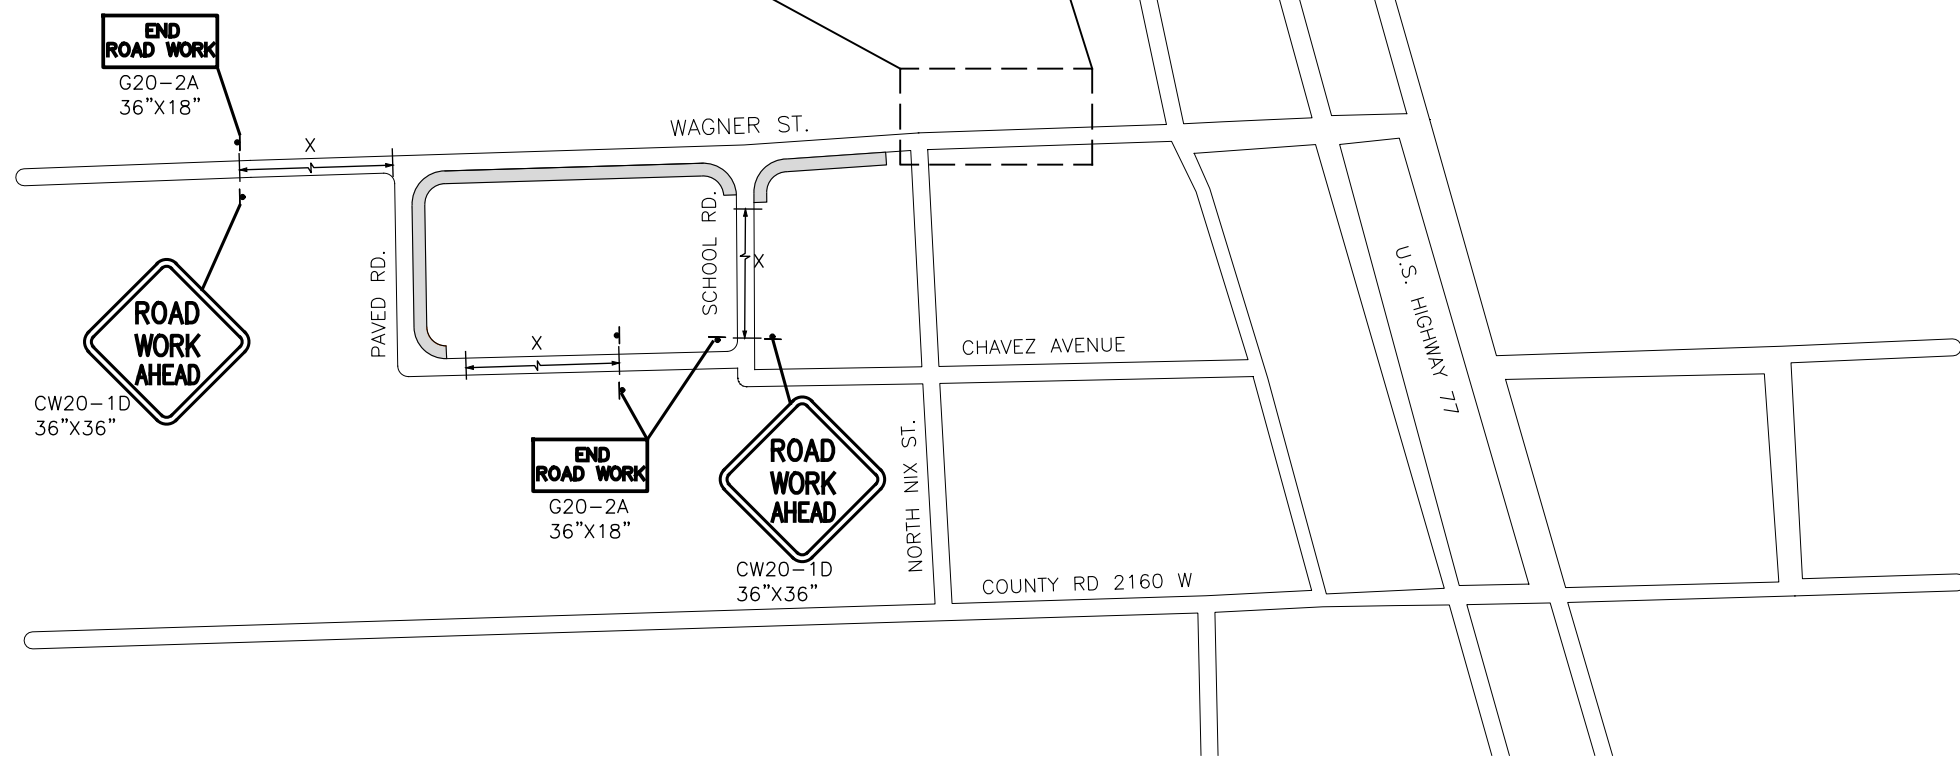 END
ROAD WORK
G20-2A
36"X18"
X
WAGNER ST.
PAVED RD.
SCHOOL RD.
X
X
ROAD
WORK
AHEAD
CW20-1D
36"X36"
CHAVEZ AVENUE
U.S. HIGHWAY 77
END
ROAD WORK
G20-2A
36"X18"
ROAD
WORK
AHEAD
CW20-1D
36"X36"
NORTH NIX ST.
COUNTY RD 2160 W